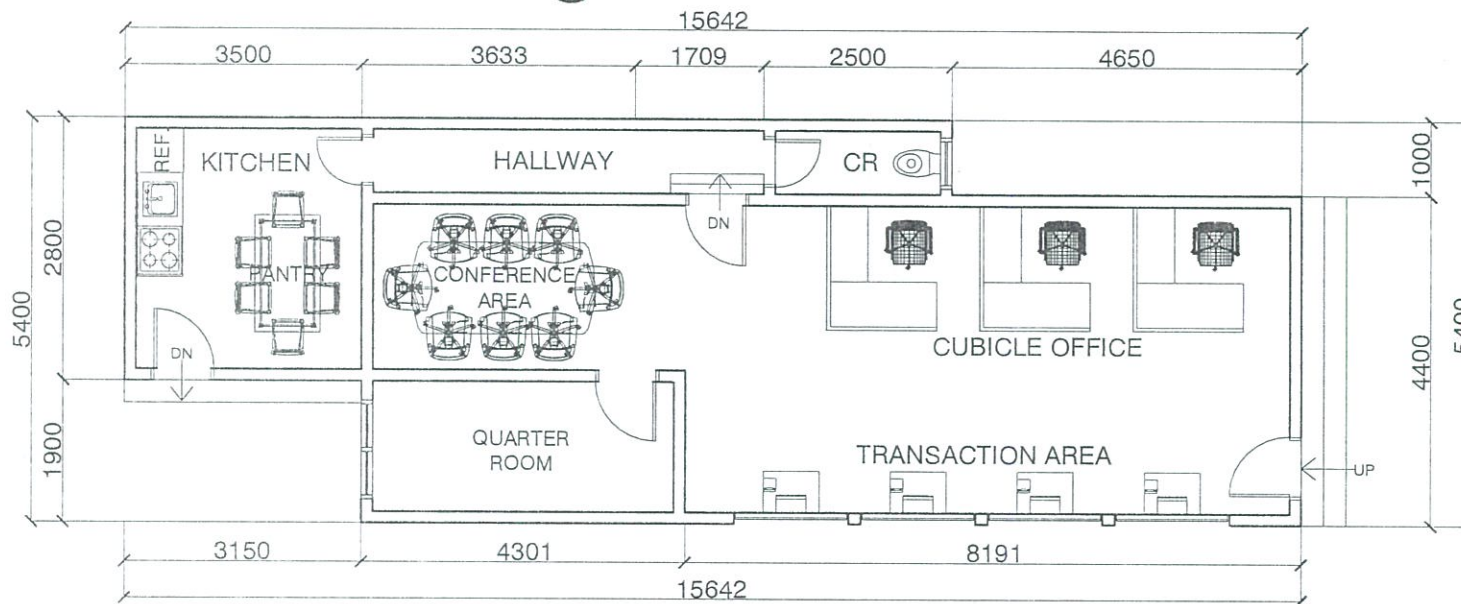 15642
3500 3633 1709 2500 4650
REF.
KITCHEN
HALLWAY
CR
1000
DN
2800
PANTRY
CONFERENCE
AREA
5400
DN
CUBICLE OFFICE
4400
5400
1900
QUARTER
ROOM
TRANSACTION AREA
UP
3150 4301 8191
15642